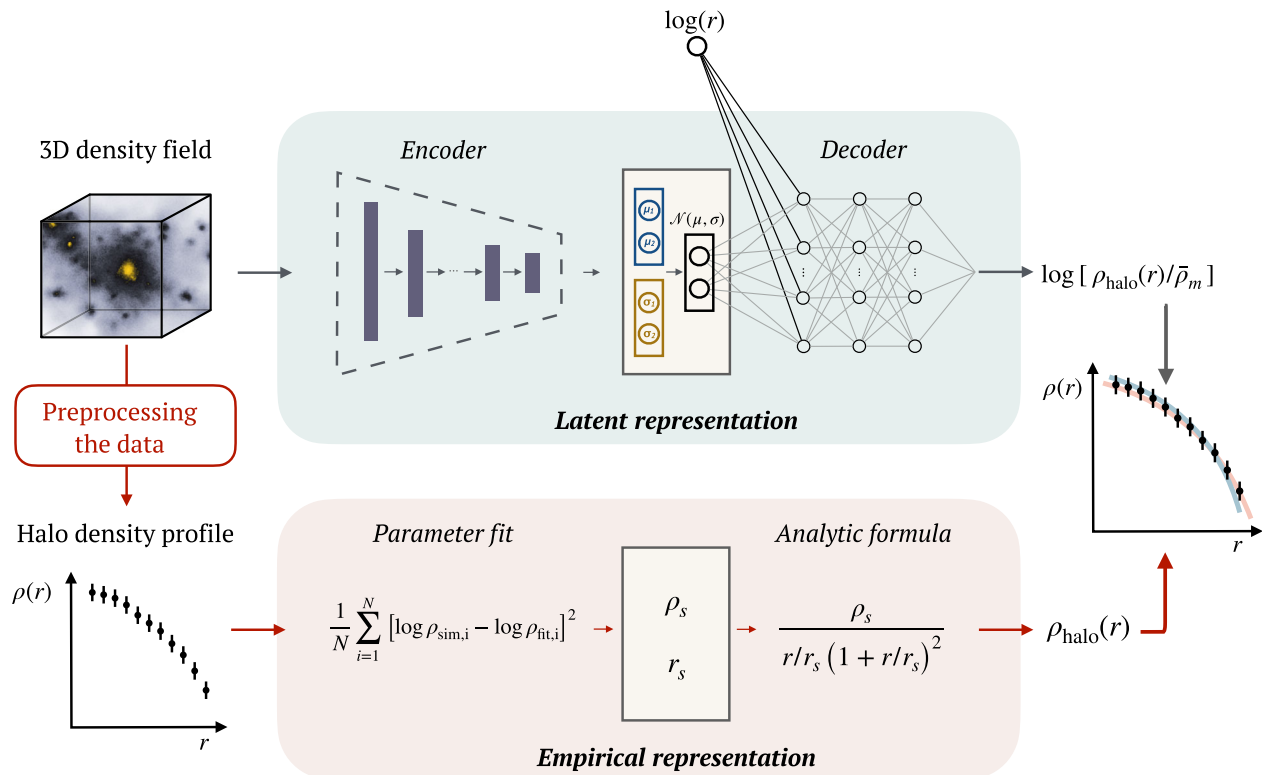 log(r)
3D density field
Encoder
Decoder
μ₁
μ₂
𝒩(μ, σ)
σ₁
σ₂
...
⋮ ⋮ ⋮
log [ ρ_halo(r)/ρ̄_m ]
Latent representation
Preprocessing
the data
ρ(r)
r
Halo density profile
ρ(r)
r
Parameter fit
Analytic formula
1/N ∑_{i=1}^{N} [log ρ_sim,i − log ρ_fit,i]²
ρ_s
r_s
ρ_s / r/r_s (1 + r/r_s)²
ρ_halo(r)
Empirical representation